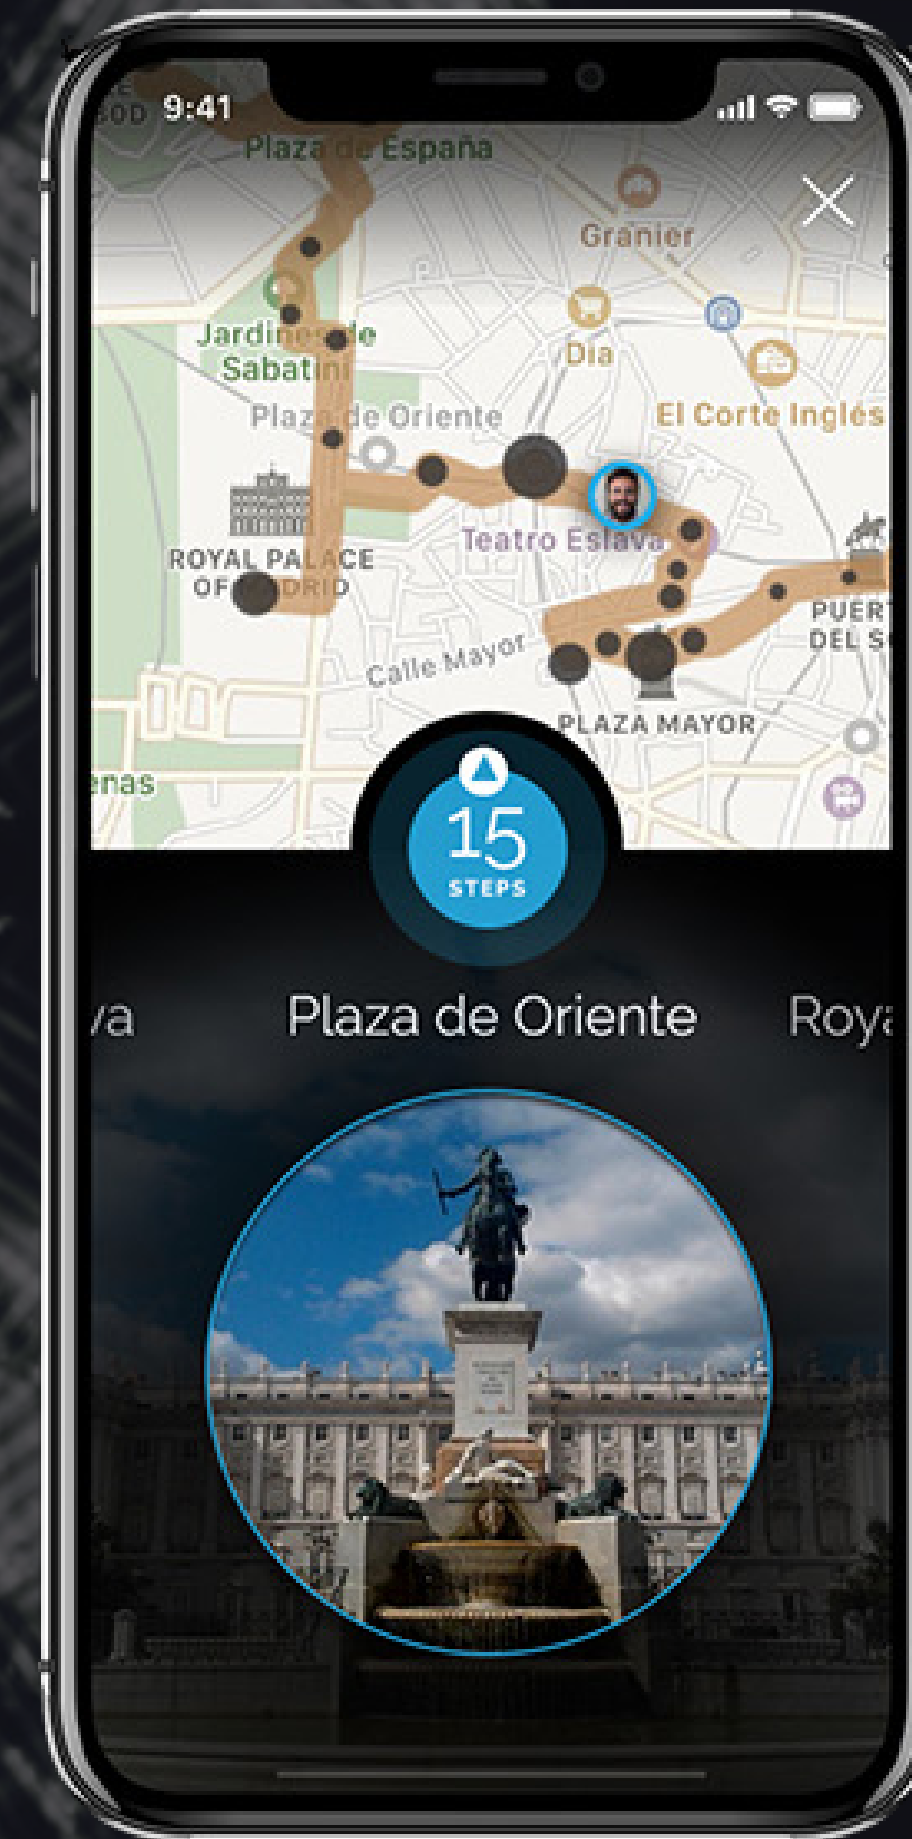 9:41
Plaza de España
Granier
Jardines de
Sabatini
Dia
Plaza de Oriente
El Corte Inglés
Teatro Eslava
ROYAL PALACE
OF MADRID
PUER
DEL S
Calle Mayor
PLAZA MAYOR
enas
15
STEPS
va
Plaza de Oriente
Roya